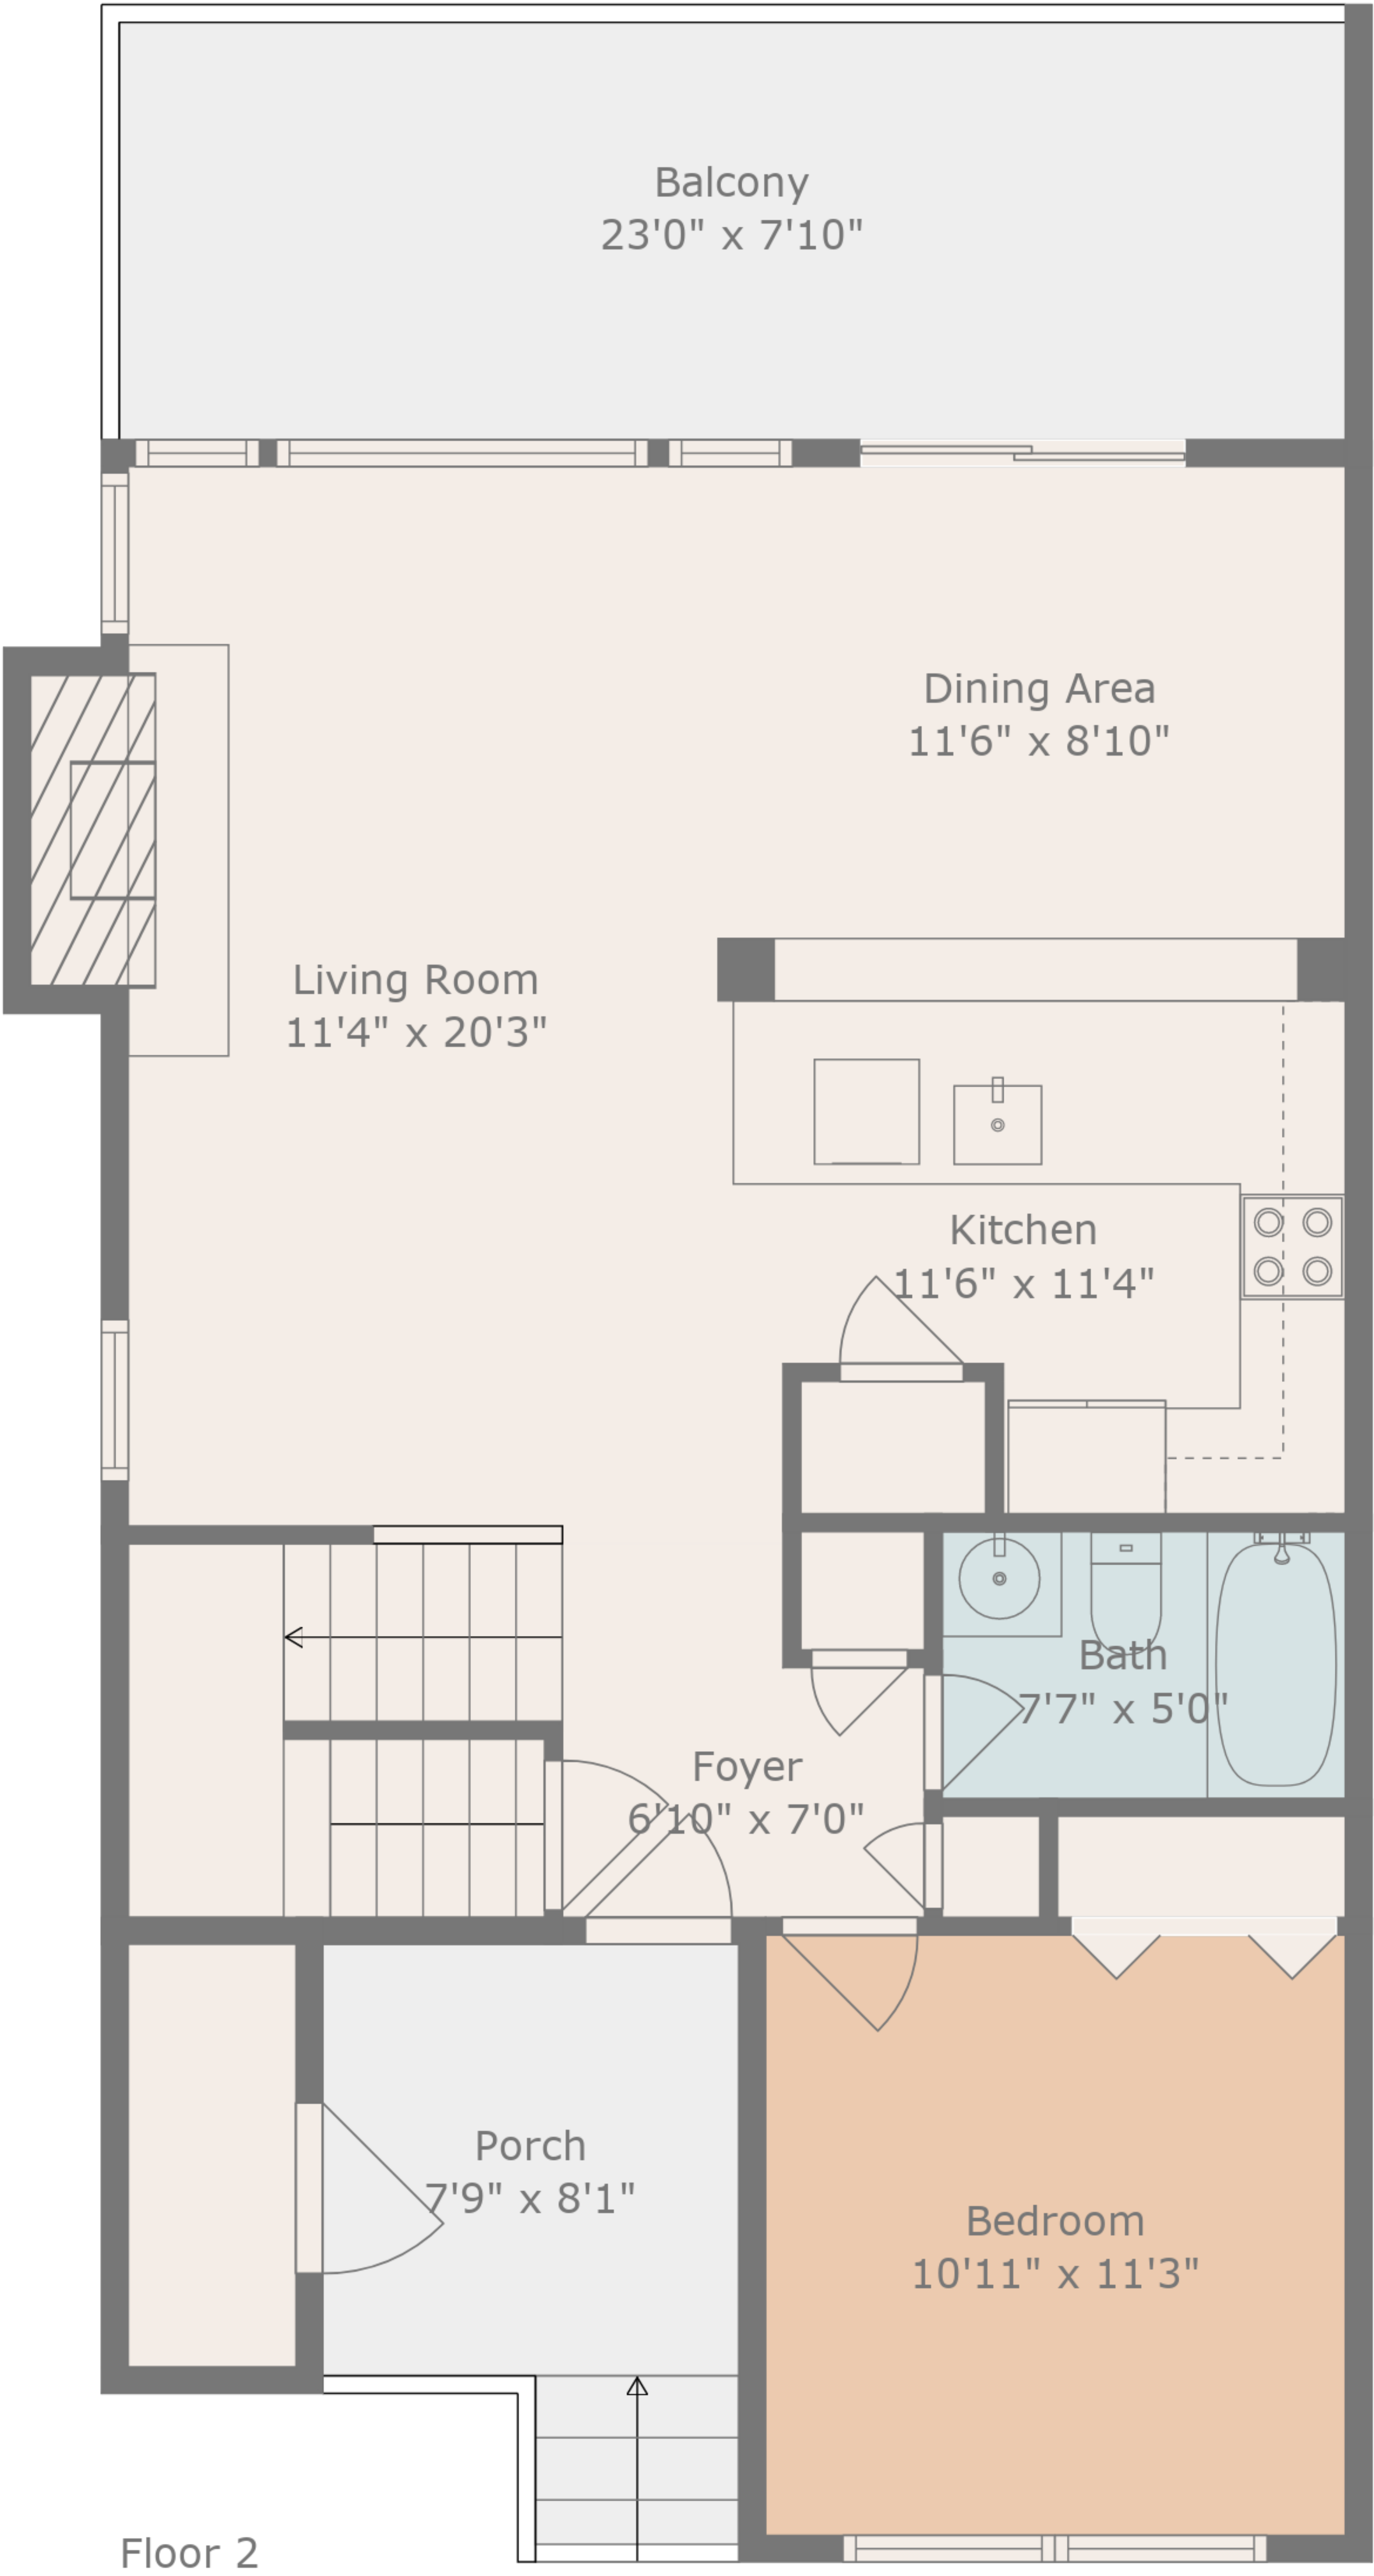 Balcony
23'0" x 7'10"
Dining Area
11'6" x 8'10"
Living Room
11'4" x 20'3"
Kitchen
11'6" x 11'4"
Bath
7'7" x 5'0"
Foyer
6'10" x 7'0"
Porch
7'9" x 8'1"
Bedroom
10'11" x 11'3"
Floor 2